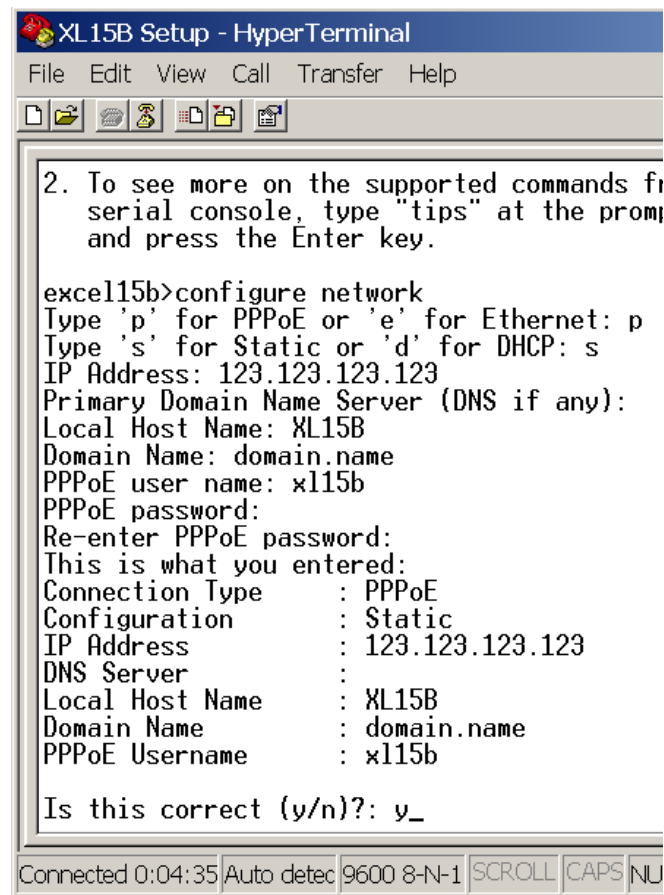 XL15B Setup - HyperTerminal
File Edit View Call Transfer Help
2. To see more on the supported commands
serial console, type "tips" at the
and press the Enter key.
excel15b>configure network
Type 'p' for PPPoE or 'e' for Ethernet: p
Type 's' for Static or 'd' for DHCP: s
IP Address: 123.123.123.123
Primary Domain Name Server (DNS if any):
Local Host Name: XL15B
Domain Name: domain.name
PPPoE user name: xl15b
PPPoE password:
Re-enter PPPoE password:
This is what you entered:
Connection Type : PPPoE
Configuration : Static
IP Address : 123.123.123.123
DNS Server :
Local Host Name : XL15B
Domain Name : domain.name
PPPoE Username : xl15b
Is this correct (y/n)?: y_
Connected 0:04:35 Auto detec 9600 8-N-1 SCROLL CAPS NU